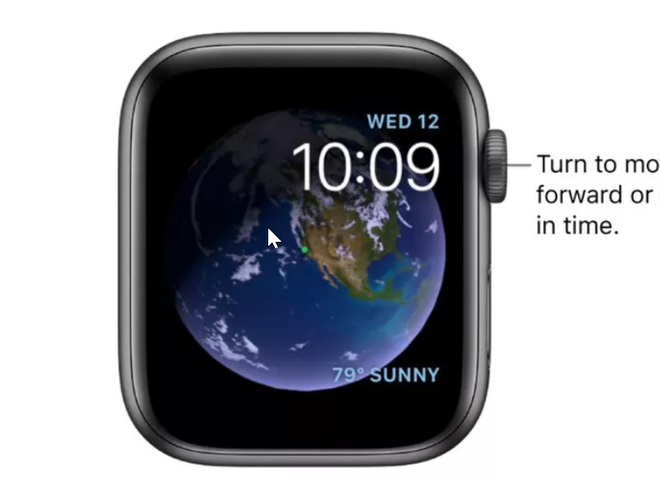 WED 12
10:09
Turn to mo
forward or
in time.
79° SUNNY